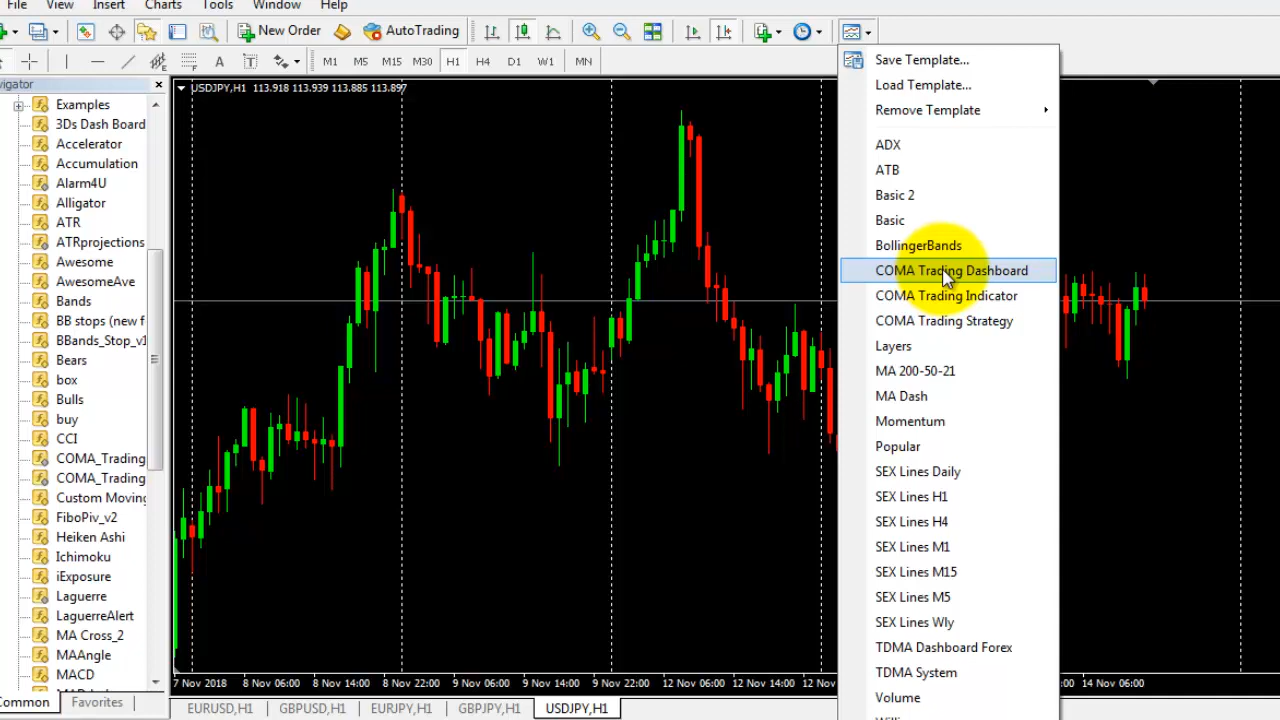 File
View
Insert
Charts
Tools
Window
Help
New Order
AutoTrading
A
T
M1
M5
M15
M30
H1
H4
D1
W1
MN
vigator
Examples
3Ds Dash Board
Accelerator
Accumulation
Alarm4U
Alligator
ATR
ATRprojections
Awesome
AwesomeAve
Bands
BB stops (new f
BBands_Stop_v1
Bears
box
Bulls
buy
CCI
COMA_Trading
COMA_Trading
Custom Moving
FiboPiv_v2
Heiken Ashi
Ichimoku
iExposure
Laguerre
LaguerreAlert
MA Cross_2
MAAngle
MACD
Common
Favorites
USDJPY,H1 113.918 113.939 113.885 113.897
7 Nov 2018
8 Nov 06:00
8 Nov 14:00
9 Nov 06:00
9 Nov 14:00
9 Nov 22:00
12 Nov 06:00
12 Nov 14:00
12 Nov
:00
14 Nov 06:00
EURUSD,H1
GBPUSD,H1
EURJPY,H1
GBPJPY,H1
USDJPY,H1
Save Template...
Load Template...
Remove Template
ADX
ATB
Basic 2
Basic
BollingerBands
COMA Trading Dashboard
COMA Trading Indicator
COMA Trading Strategy
Layers
MA 200-50-21
MA Dash
Momentum
Popular
SEX Lines Daily
SEX Lines H1
SEX Lines H4
SEX Lines M1
SEX Lines M15
SEX Lines M5
SEX Lines Wly
TDMA Dashboard Forex
TDMA System
Volume